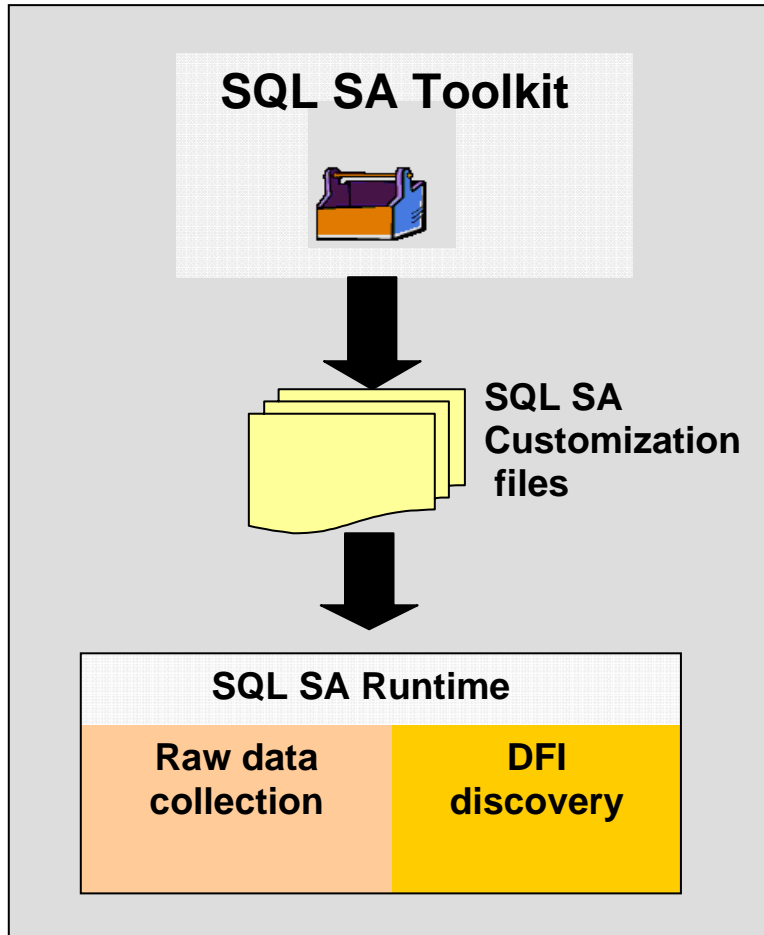 SQL SA Toolkit
SQL SA
Customization
files
SQL SA Runtime
Raw data
collection
DFI
discovery